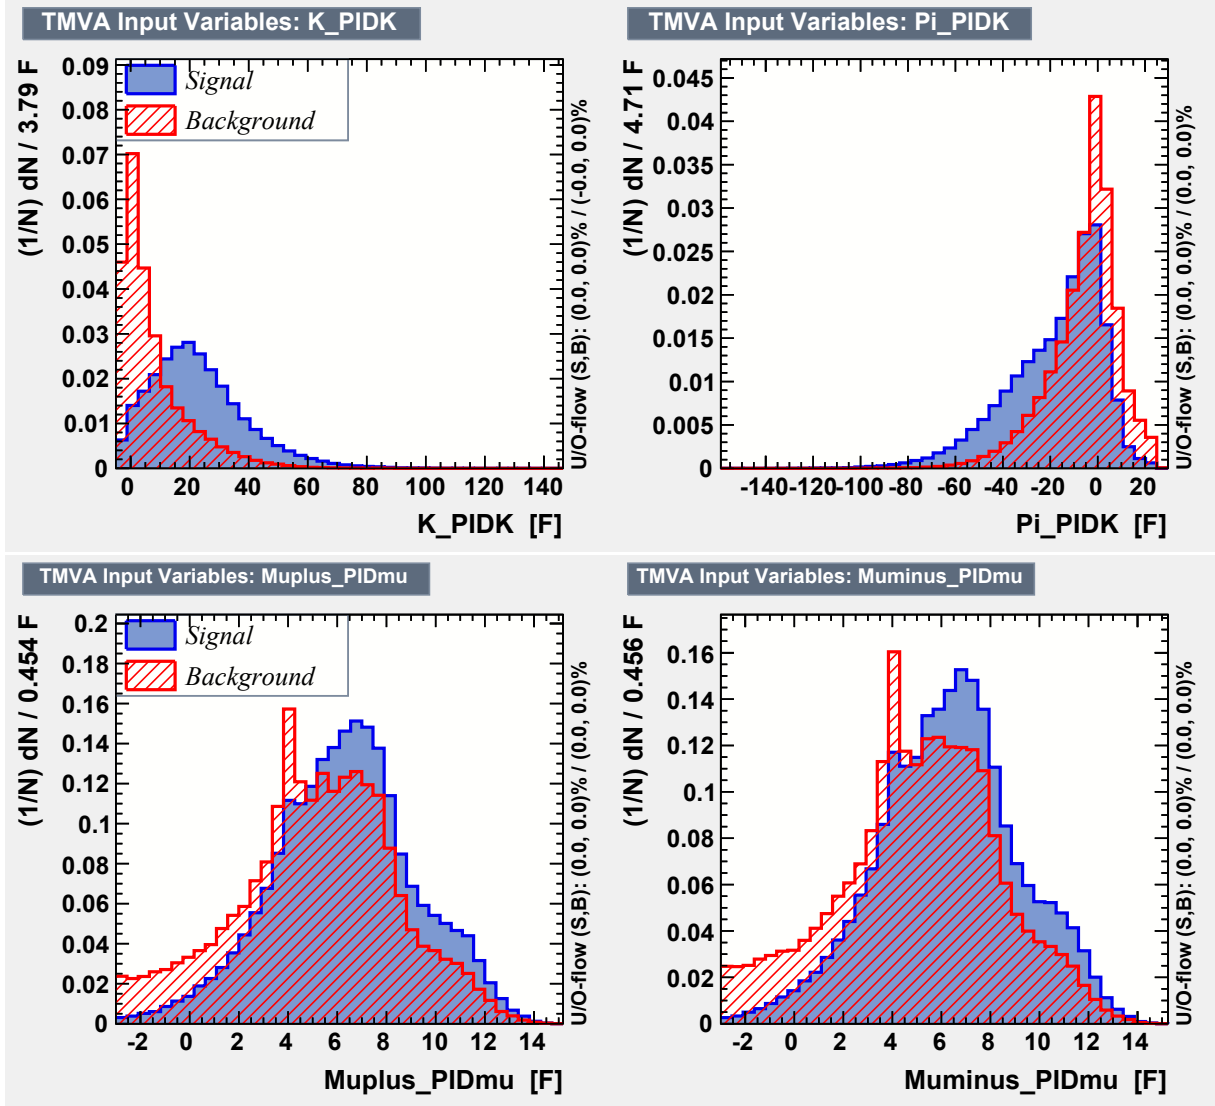 TMVA Input Variables: K_PIDK
(1/N) dN / 3.79 F
0.09
0.08
0.07
0.06
0.05
0.04
0.03
0.02
0.01
0
Signal
Background
0 20 40 60 80 100 120 140
K_PIDK [F]
U/O-flow (S,B): (0.0, 0.0)% / (-0.0, 0.0)%
TMVA Input Variables: Pi_PIDK
(1/N) dN / 4.71 F
0.045
0.04
0.035
0.03
0.025
0.02
0.015
0.01
0.005
0
-140 -120 -100 -80 -60 -40 -20 0 20
Pi_PIDK [F]
U/O-flow (S,B): (0.0, 0.0)% / (0.0, 0.0)%
TMVA Input Variables: Muplus_PIDmu
(1/N) dN / 0.454 F
0.2
0.18
0.16
0.14
0.12
0.1
0.08
0.06
0.04
0.02
0
Signal
Background
-2 0 2 4 6 8 10 12 14
Muplus_PIDmu [F]
U/O-flow (S,B): (0.0, 0.0)% / (0.0, 0.0)%
TMVA Input Variables: Muminus_PIDmu
(1/N) dN / 0.456 F
0.16
0.14
0.12
0.1
0.08
0.06
0.04
0.02
0
-2 0 2 4 6 8 10 12 14
Muminus_PIDmu [F]
U/O-flow (S,B): (0.0, 0.0)% / (0.0, 0.0)%